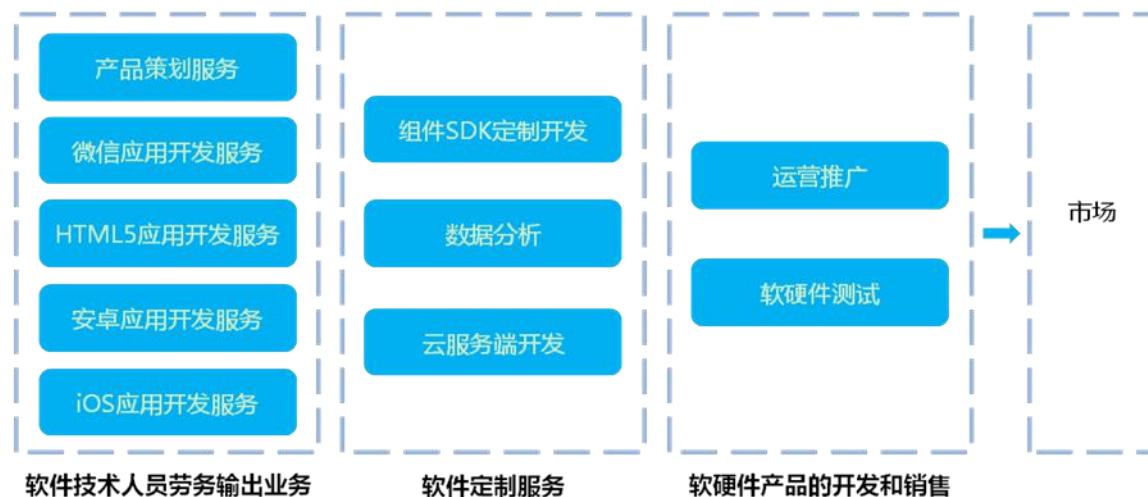 产品策划服务
微信应用开发服务
HTML5应用开发服务
安卓应用开发服务
iOS应用开发服务
软件技术人员劳务输出业务
组件SDK定制开发
数据分析
云服务端开发
软件定制服务
运营推广
软硬件测试
软硬件产品的开发和销售
市场